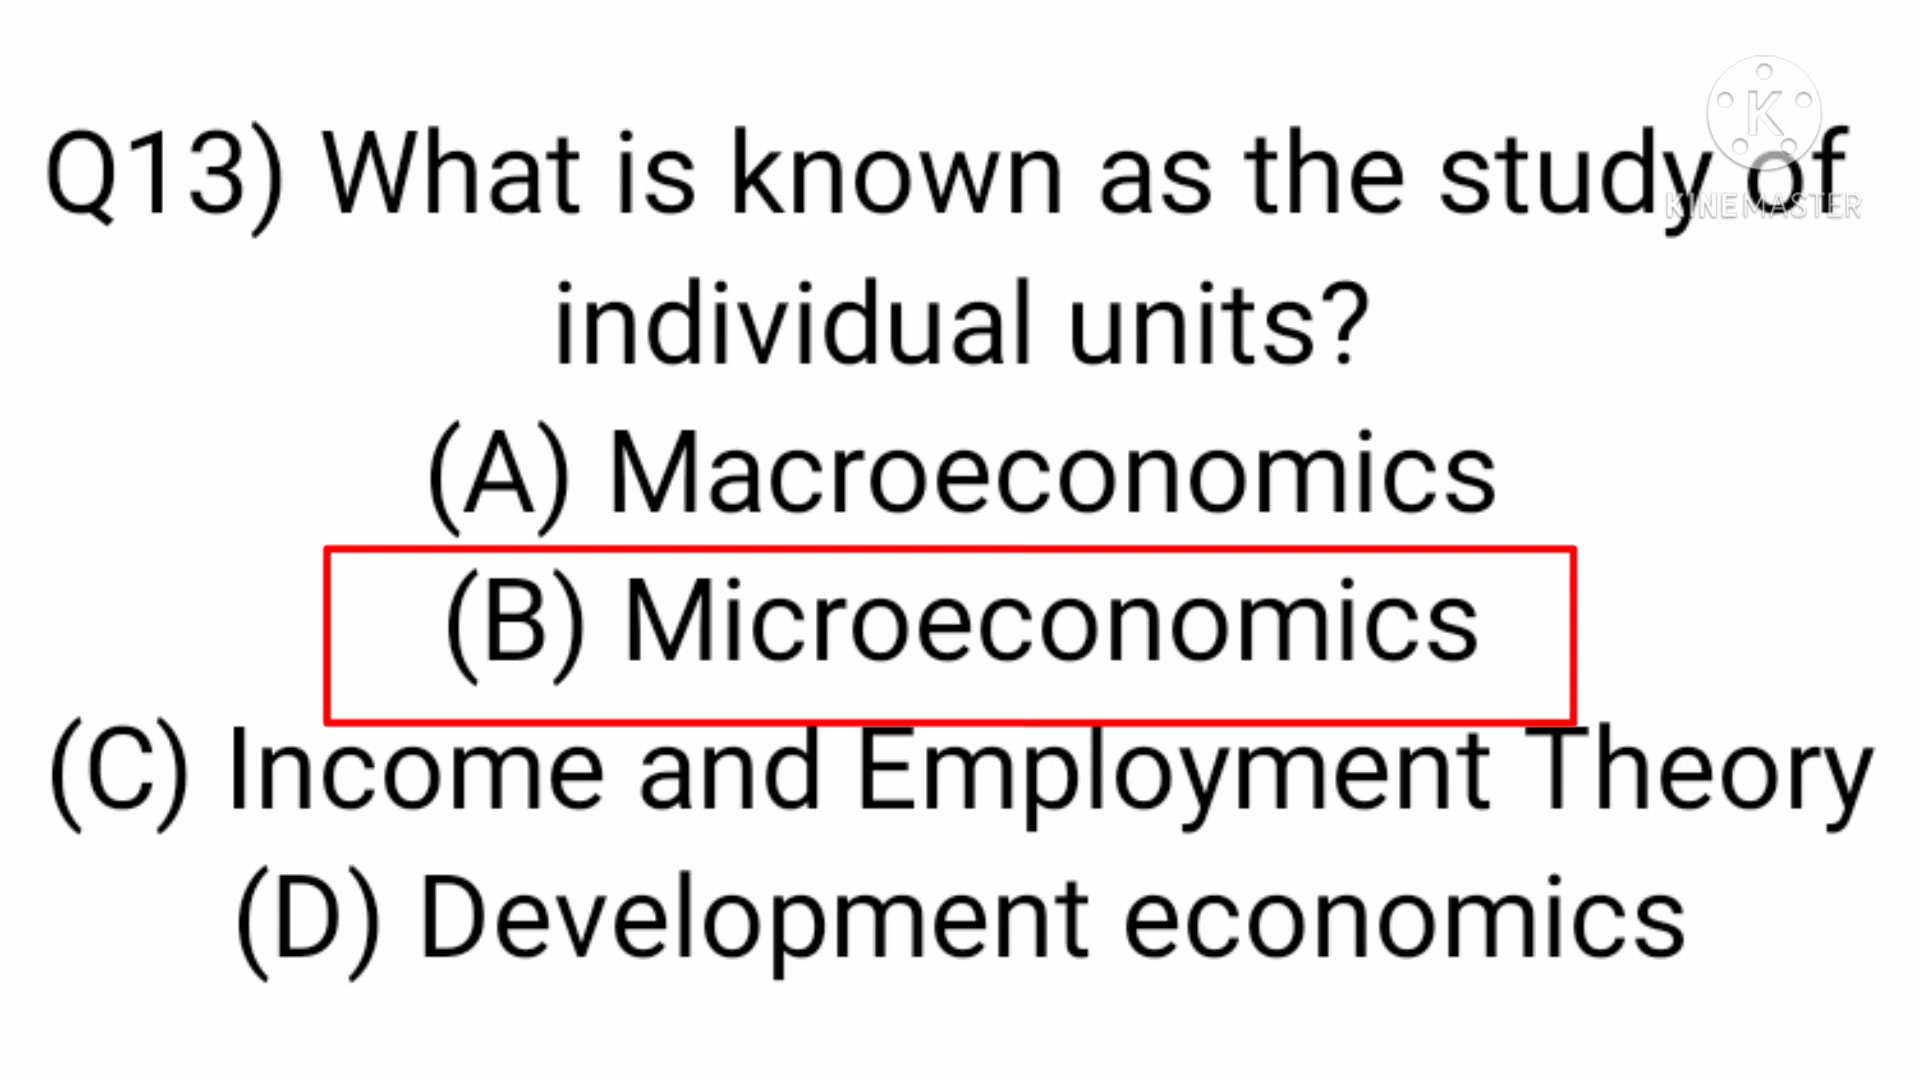 Q13) What is known as the study of
individual units?
(A) Macroeconomics
(B) Microeconomics
(C) Income and Employment Theory
(D) Development economics
K
KINEMASTER